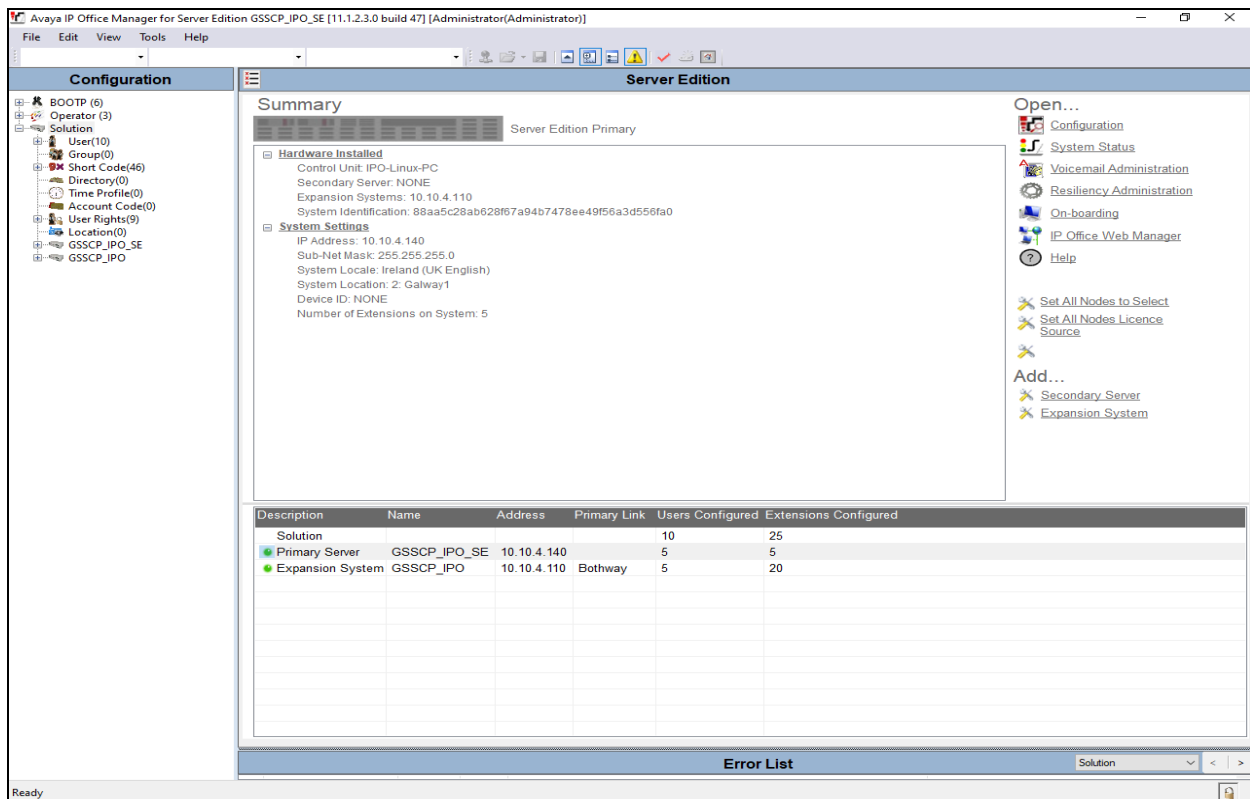 Avaya IP Office Manager for Server Edition GSSCP_IPO_SE [11.1.2.3.0 build 47] [Administrator(Administrator)]
File Edit View Tools Help
Configuration
Server Edition
BOOTP (6)
Operator (3)
Solution
User(10)
Group(0)
Short Code(46)
Directory(0)
Time Profile(0)
Account Code(0)
User Rights(9)
Location(0)
GSSCP_IPO_SE
GSSCP_IPO
Summary
Server Edition Primary
Hardware Installed
Control Unit: IPO-Linux-PC
Secondary Server: NONE
Expansion Systems: 10.10.4.110
System Identification: 88aa5c28ab628f67a94b7478ee49f56a3d556fa0
System Settings
IP Address: 10.10.4.140
Sub-Net Mask: 255.255.255.0
System Locale: Ireland (UK English)
System Location: 2: Galway1
Device ID: NONE
Number of Extensions on System: 5
Open...
Configuration
System Status
Voicemail Administration
Resiliency Administration
On-boarding
IP Office Web Manager
Help
Set All Nodes to Select
Set All Nodes Licence
Source
Add...
Secondary Server
Expansion System
Description Name Address Primary Link Users Configured Extensions Configured
Solution 10 25
Primary Server GSSCP_IPO_SE 10.10.4.140 5 5
Expansion System GSSCP_IPO 10.10.4.110 Bothway 5 20
Error List
Solution
Ready